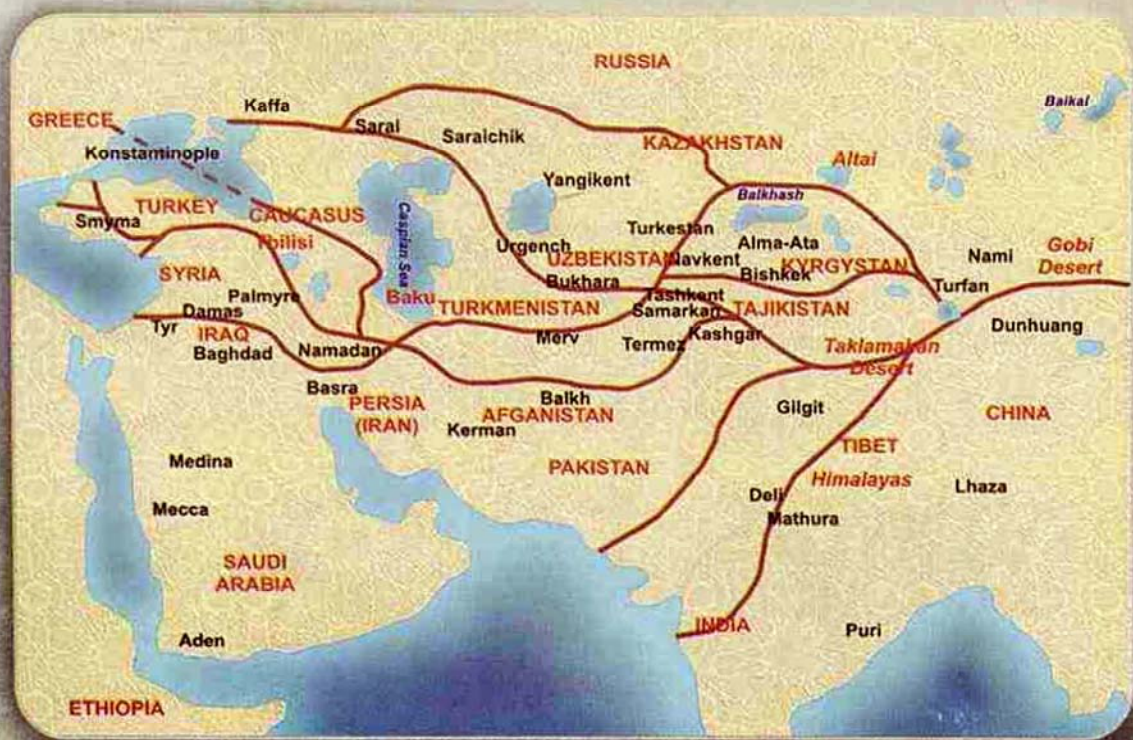 RUSSIA
Baikal
Kaffa
GREECE
Sarai
Saraichik
KAZAKHSTAN
Konstaminople
Altai
Yangikent
Balkhash
TURKEY
CAUCASUS
Smyma
Caspian Sea
Turkestan
Tbilisi
Urgench
Alma-Ata
Nami
Gobi
Desert
UZBEKISTAN
Navkent
KYRGYSTAN
SYRIA
Bishkek
Bukhara
Turfan
Palmyre
Baku
Tashkent
TURKMENISTAN
Samarkan
TAJIKISTAN
Damas
Tyr
IRAQ
Dunhuang
Kashgar
Merv
Termez
Baghdad
Namadan
Taklamakan
Desert
Basra
Balkh
PERSIA
(IRAN)
Gilgit
AFGANISTAN
CHINA
Kerman
TIBET
Medina
PAKISTAN
Himalayas
Lhaza
Deli
Mecca
Mathura
SAUDI
ARABIA
INDIA
Puri
Aden
ETHIOPIA